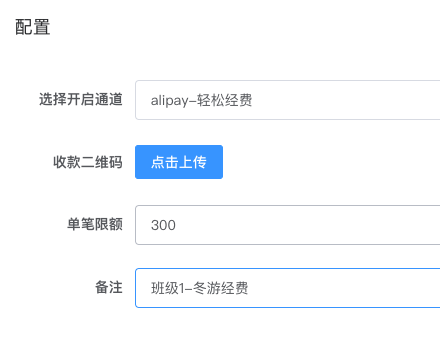 配置
选择开启通道 alipay-轻松经费
收款二维码 点击上传
单笔限额 300
备注 班级1-冬游经费